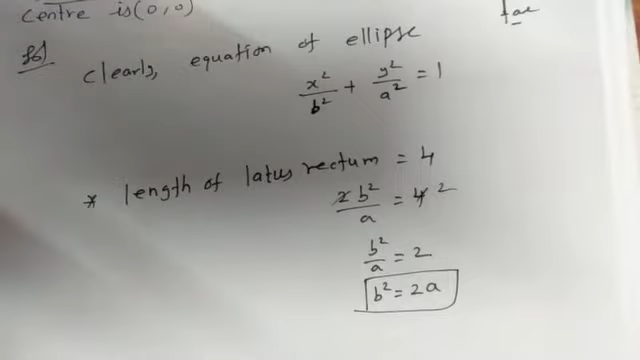 centre is (0,0)
Sol
clearly, equation of ellipse
x²/b² + y²/a² = 1
* length of latus rectum = 4
2b²/a = 4 2
b²/a = 2
b² = 2a